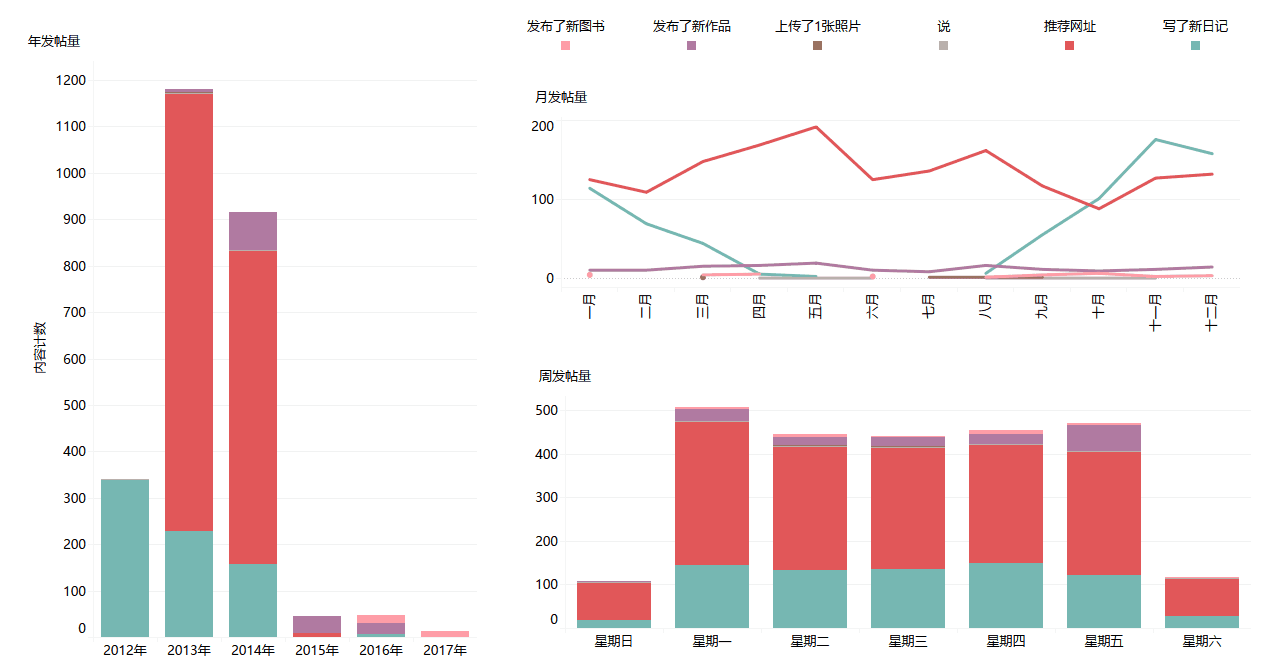 发布了新图书 发布了新作品 上传了1张照片 说 推荐网址 写了新日记
年发帖量
内容计数
1200
1100
1000
900
800
700
600
500
400
300
200
100
0
2012年 2013年 2014年 2015年 2016年 2017年
月发帖量
200
100
0
一月 二月 三月 四月 五月 六月 七月 八月 九月 十月 十一月 十二月
周发帖量
500
400
300
200
100
0
星期日 星期一 星期二 星期三 星期四 星期五 星期六